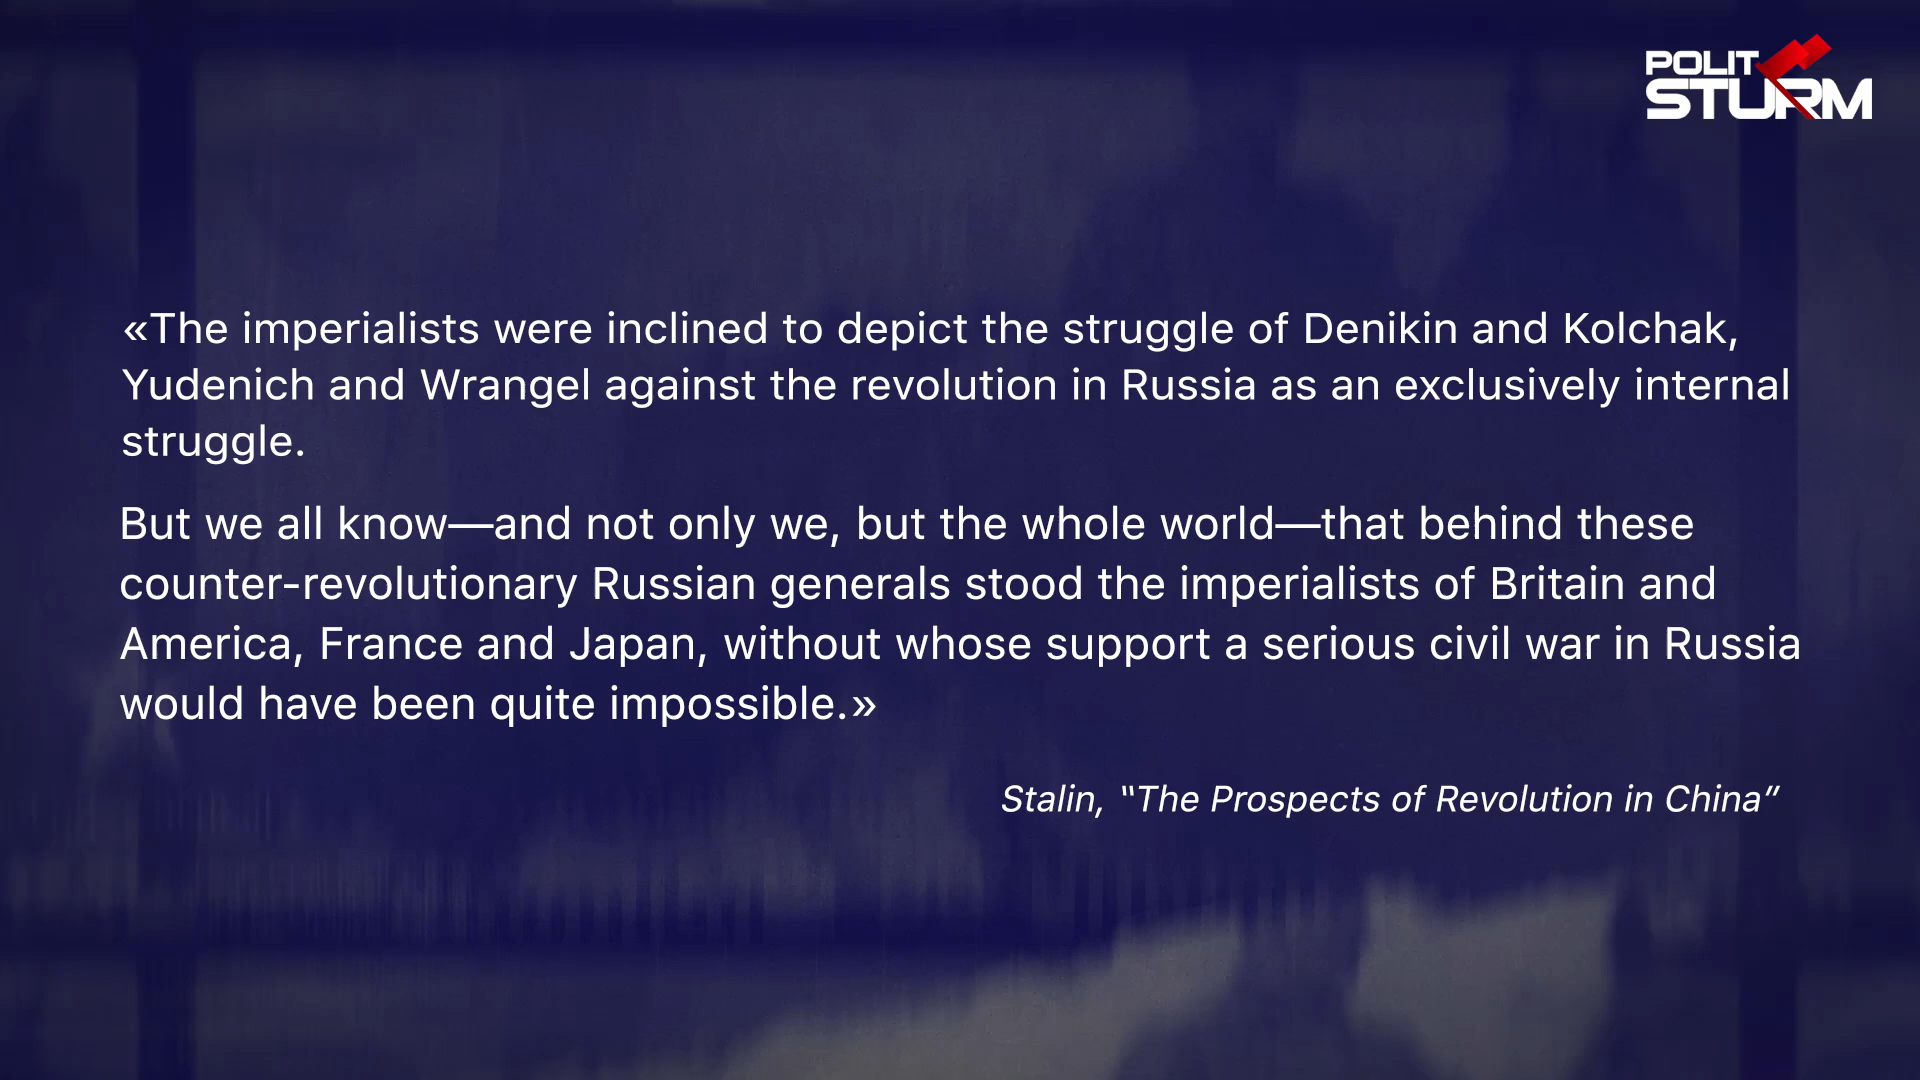 POLIT
STURM
«The imperialists were inclined to depict the struggle of Denikin and Kolchak,
Yudenich and Wrangel against the revolution in Russia as an exclusively internal
struggle.
But we all know—and not only we, but the whole world—that behind these
counter-revolutionary Russian generals stood the imperialists of Britain and
America, France and Japan, without whose support a serious civil war in Russia
would have been quite impossible.»
Stalin, “The Prospects of Revolution in China”